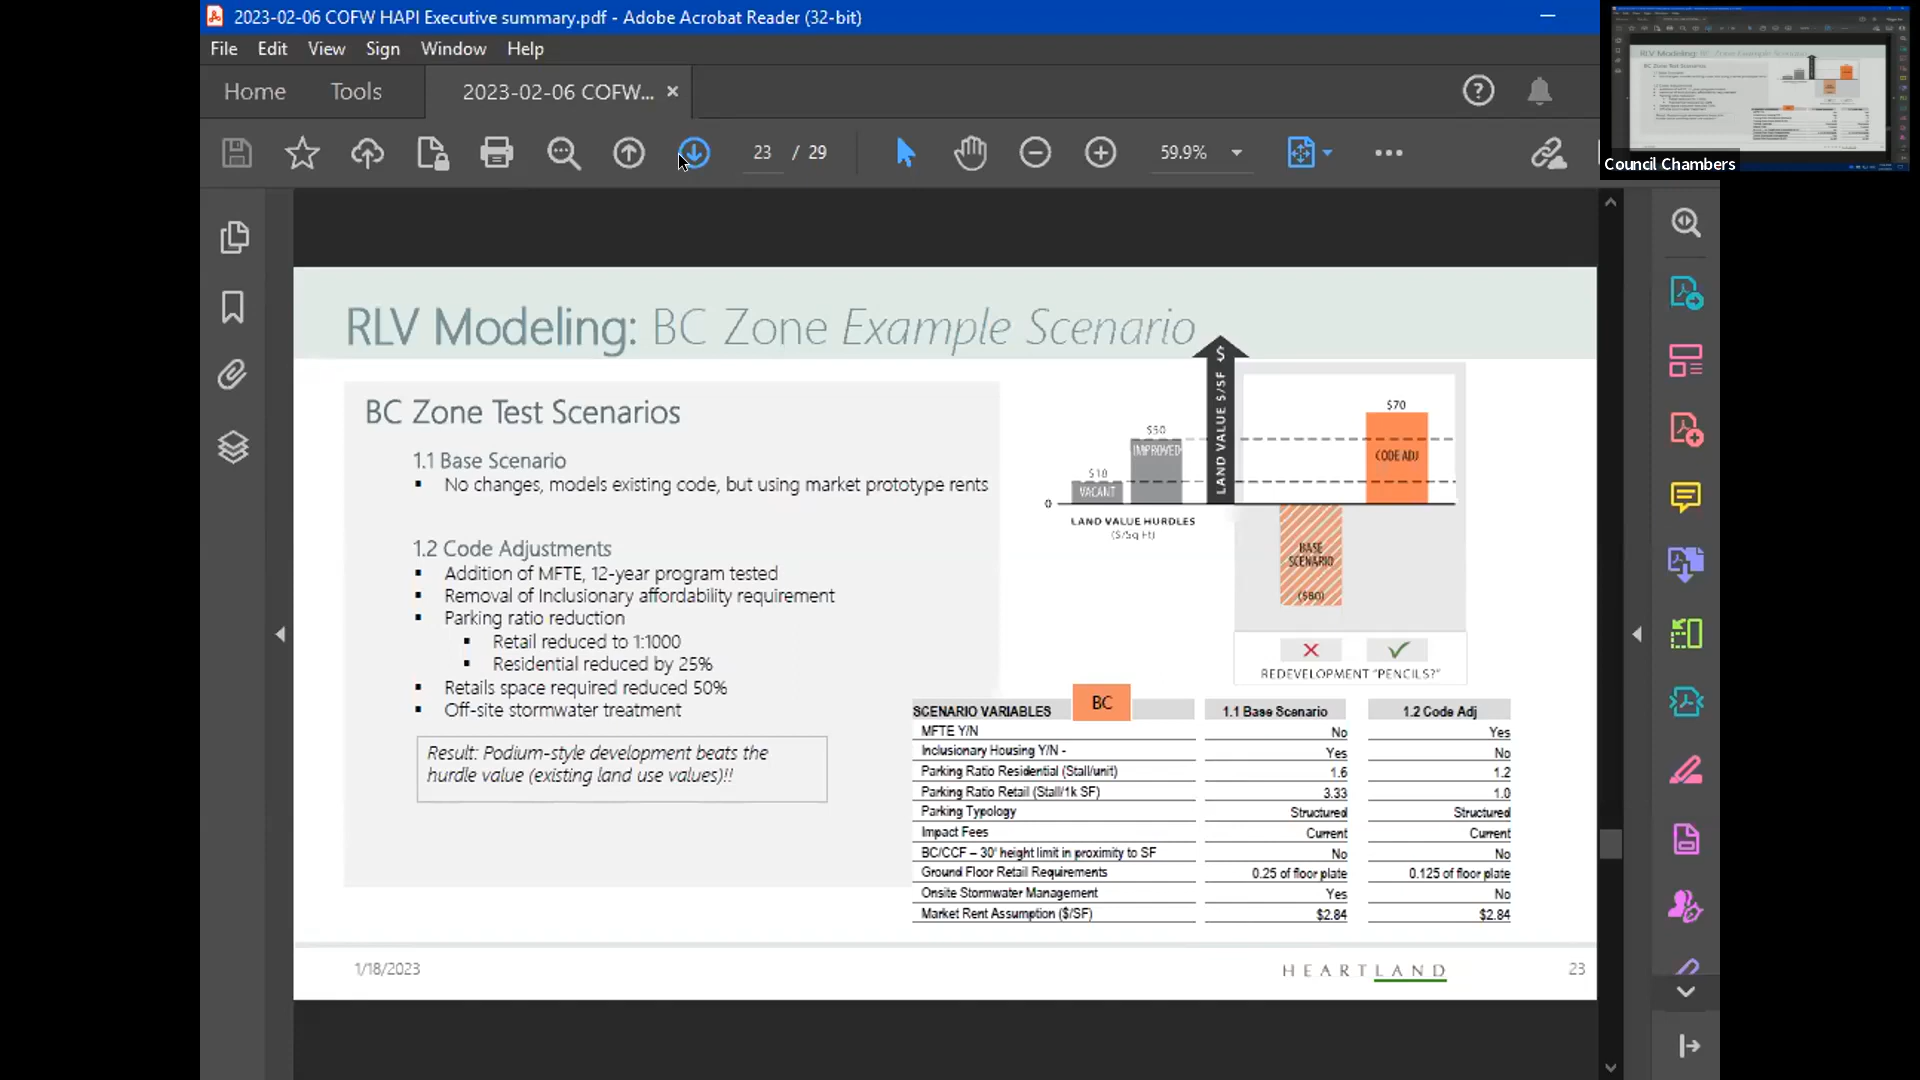 2023-02-06 COFW HAPI Executive summary.pdf - Adobe Acrobat Reader (32-bit)
File Edit View Sign Window Help
Home Tools 2023-02-06 COFW... ×
23 / 29 59.9%
Council Chambers
RLV Modeling: BC Zone Example Scenario
BC Zone Test Scenarios
1.1 Base Scenario
▪ No changes, models existing code, but using market prototype rents
1.2 Code Adjustments
▪ Addition of MFTE, 12-year program tested
▪ Removal of Inclusionary affordability requirement
▪ Parking ratio reduction
▪ Retail reduced to 1:1000
▪ Residential reduced by 25%
▪ Retails space required reduced 50%
▪ Off-site stormwater treatment
Result: Podium-style development beats the
hurdle value (existing land use values)!!
LAND VALUE $/SF $
$70
$50
IMPROVED
CODE ADJ
$10
VACANT
0
LAND VALUE HURDLES
($/Sq Ft)
BASE
SCENARIO
($80)
REDEVELOPMENT "PENCILS?"
BC
SCENARIO VARIABLES 1.1 Base Scenario 1.2 Code Adj
MFTE Y/N No Yes
Inclusionary Housing Y/N - Yes No
Parking Ratio Residential (Stall/unit) 1.6 1.2
Parking Ratio Retail (Stall/1k SF) 3.33 1.0
Parking Typology Structured Structured
Impact Fees Current Current
BC/CCF – 30' height limit in proximity to SF No No
Ground Floor Retail Requirements 0.25 of floor plate 0.125 of floor plate
Onsite Stormwater Management Yes No
Market Rent Assumption ($/SF) $2.84 $2.84
1/18/2023
HEARTLAND
23